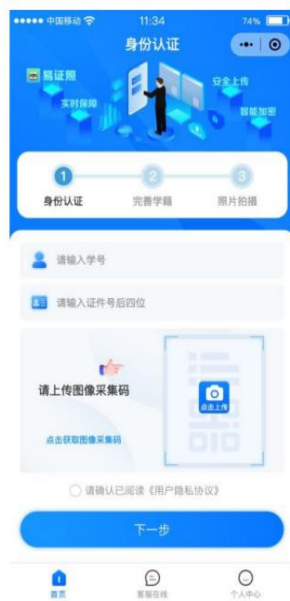 中国移动 11:34 74%
身份认证
易证照
安全上传
实时保障
智能加密
1 2 3
身份认证 完善学籍 照片拍摄
请输入学号
请输入证件号后四位
请上传图像采集码
点击上传
点击获取图像采集码
请确认已阅读《用户隐私协议》
下一步
首页 客服在线 个人中心